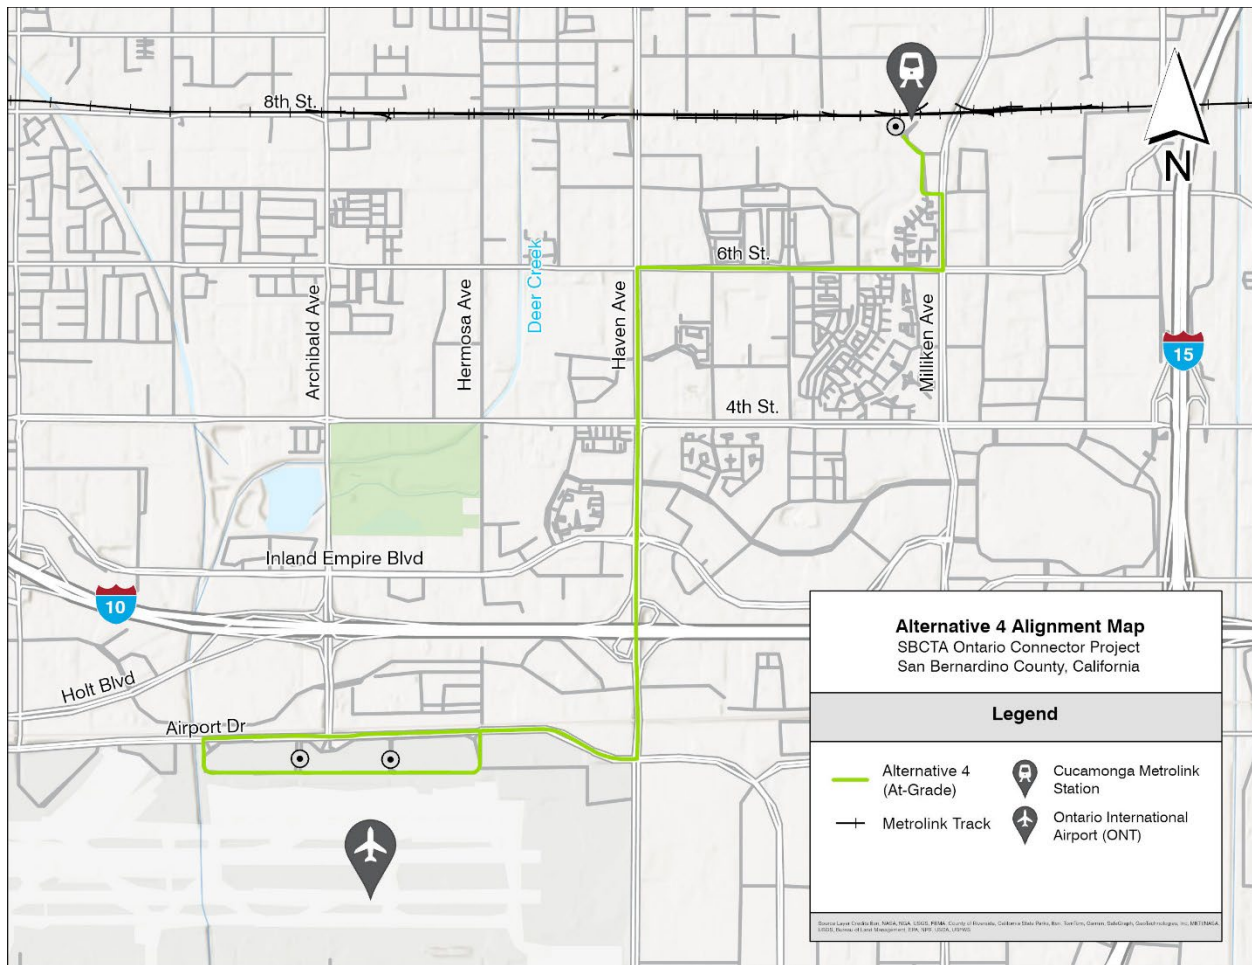 8th St.
N
6th St.
Deer Creek
Archibald Ave
Hermosa Ave
Haven Ave
Milliken Ave
15
4th St.
Inland Empire Blvd
10
Holt Blvd
Airport Dr
Alternative 4 Alignment Map
SBCTA Ontario Connector Project
San Bernardino County, California
Legend
Alternative 4
(At-Grade)
Cucamonga Metrolink
Station
Metrolink Track
Ontario International
Airport (ONT)